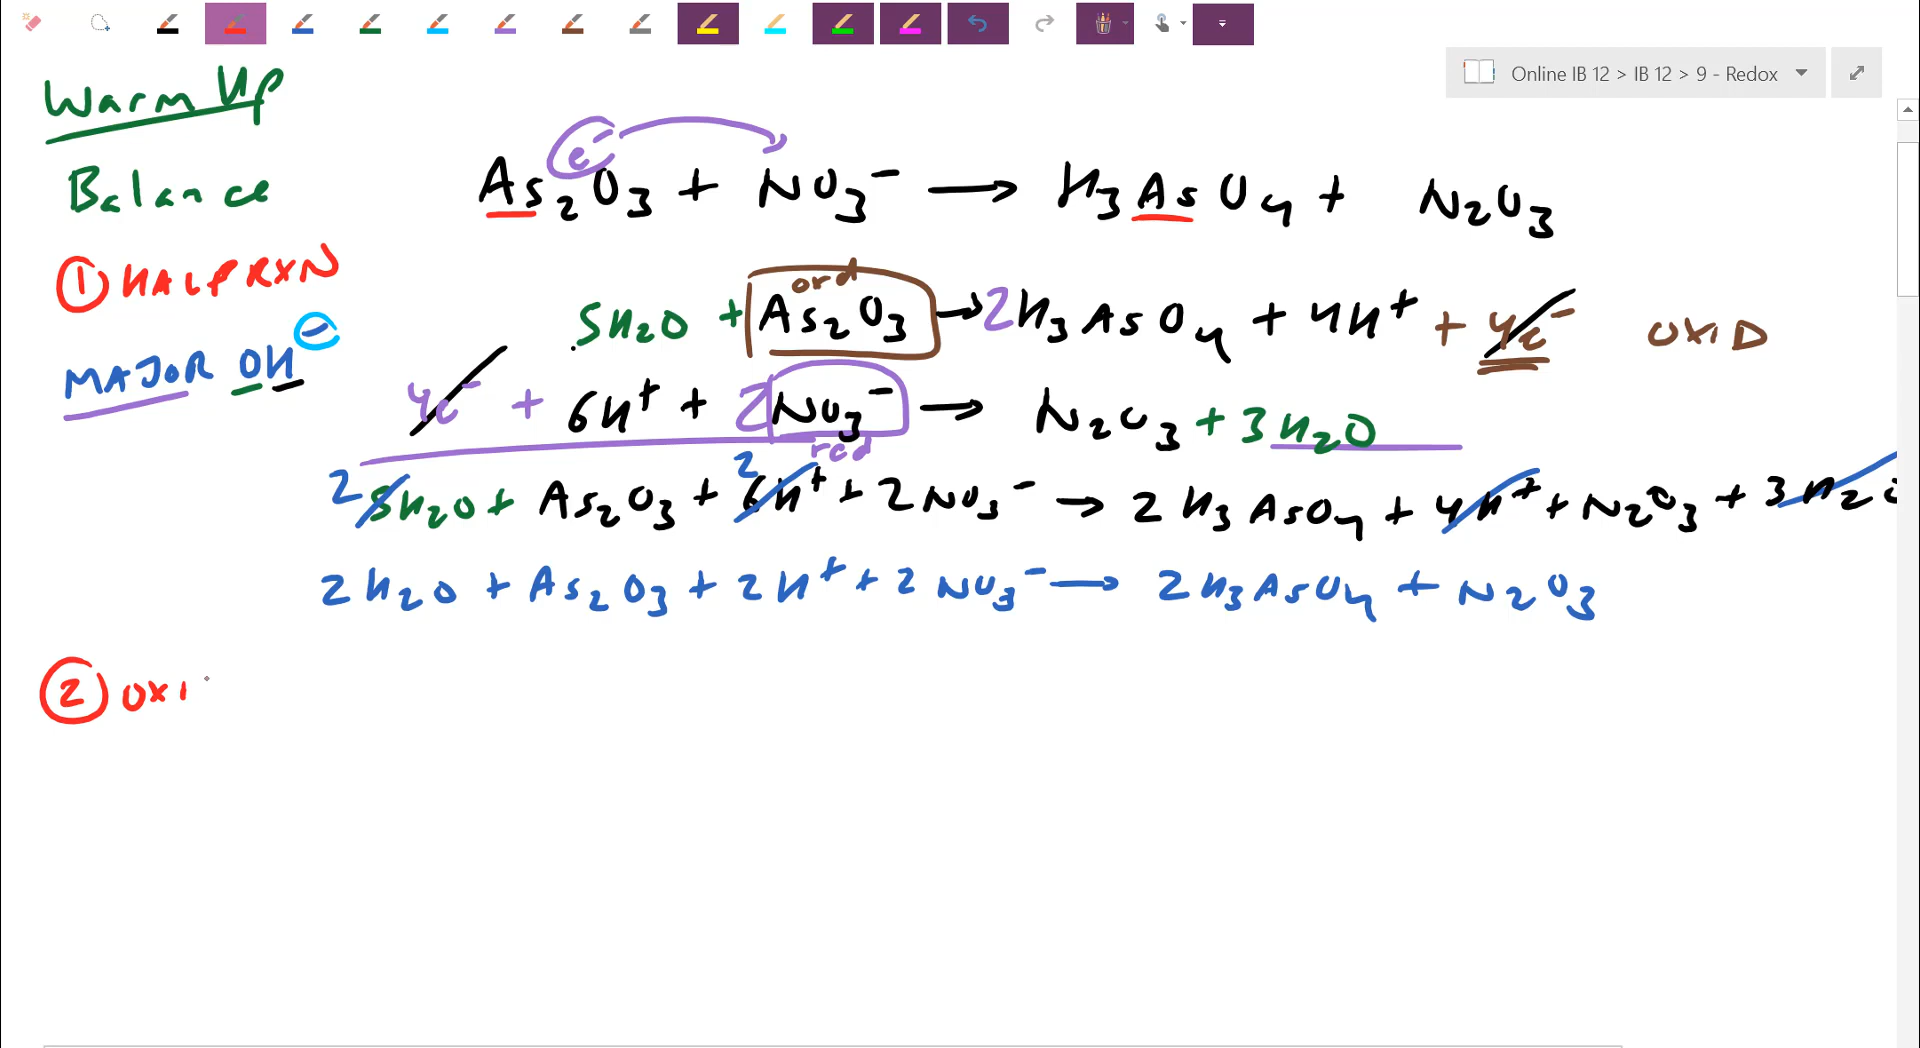 Online IB 12 > IB 12 > 9 - Redox
Warm Up
Balance
e⁻
As₂O₃ + NO₃⁻ → H₃AsO₄ + N₂O₃
① HALF RXN
MAJOR OH⁻
oxd
5H₂O + As₂O₃ → 2H₃AsO₄ + 4H⁺ + 4e⁻ OXID
4e⁻ + 6H⁺ + 2NO₃⁻ → N₂O₃ + 3H₂O
red
2 5H₂O + As₂O₃ + 2 6H⁺ + 2NO₃⁻ → 2H₃AsO₄ + 4H⁺ + N₂O₃ + 3H₂O
2H₂O + As₂O₃ + 2H⁺ + 2NO₃⁻ → 2H₃AsO₄ + N₂O₃
② OXI